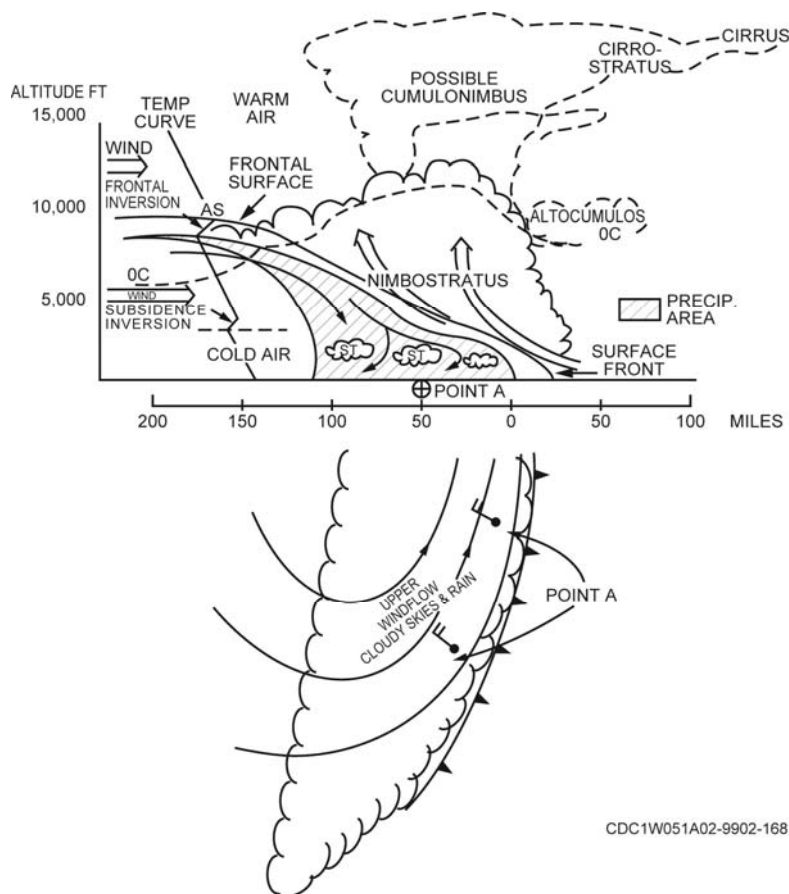 CIRRUS
CIRRO-
STRATUS
POSSIBLE
CUMULONIMBUS
ALTITUDE FT
15,000
TEMP
CURVE
WARM
AIR
WIND
FRONTAL
INVERSION
FRONTAL
SURFACE
10,000
AS
ALTOCUMULOS
0C
0C
NIMBOSTRATUS
5,000
WIND
SUBSIDENCE
INVERSION
PRECIP.
AREA
COLD AIR
ST
ST
SURFACE
FRONT
POINT A
200 150 100 50 0 50 100 MILES
UPPER
WINDFLOW
CLOUDY SKIES & RAIN
POINT A
CDC1W051A02-9902-168